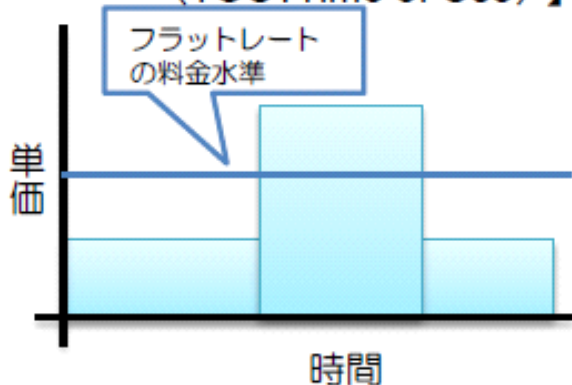 フラットレート
の料金水準
単価
時間